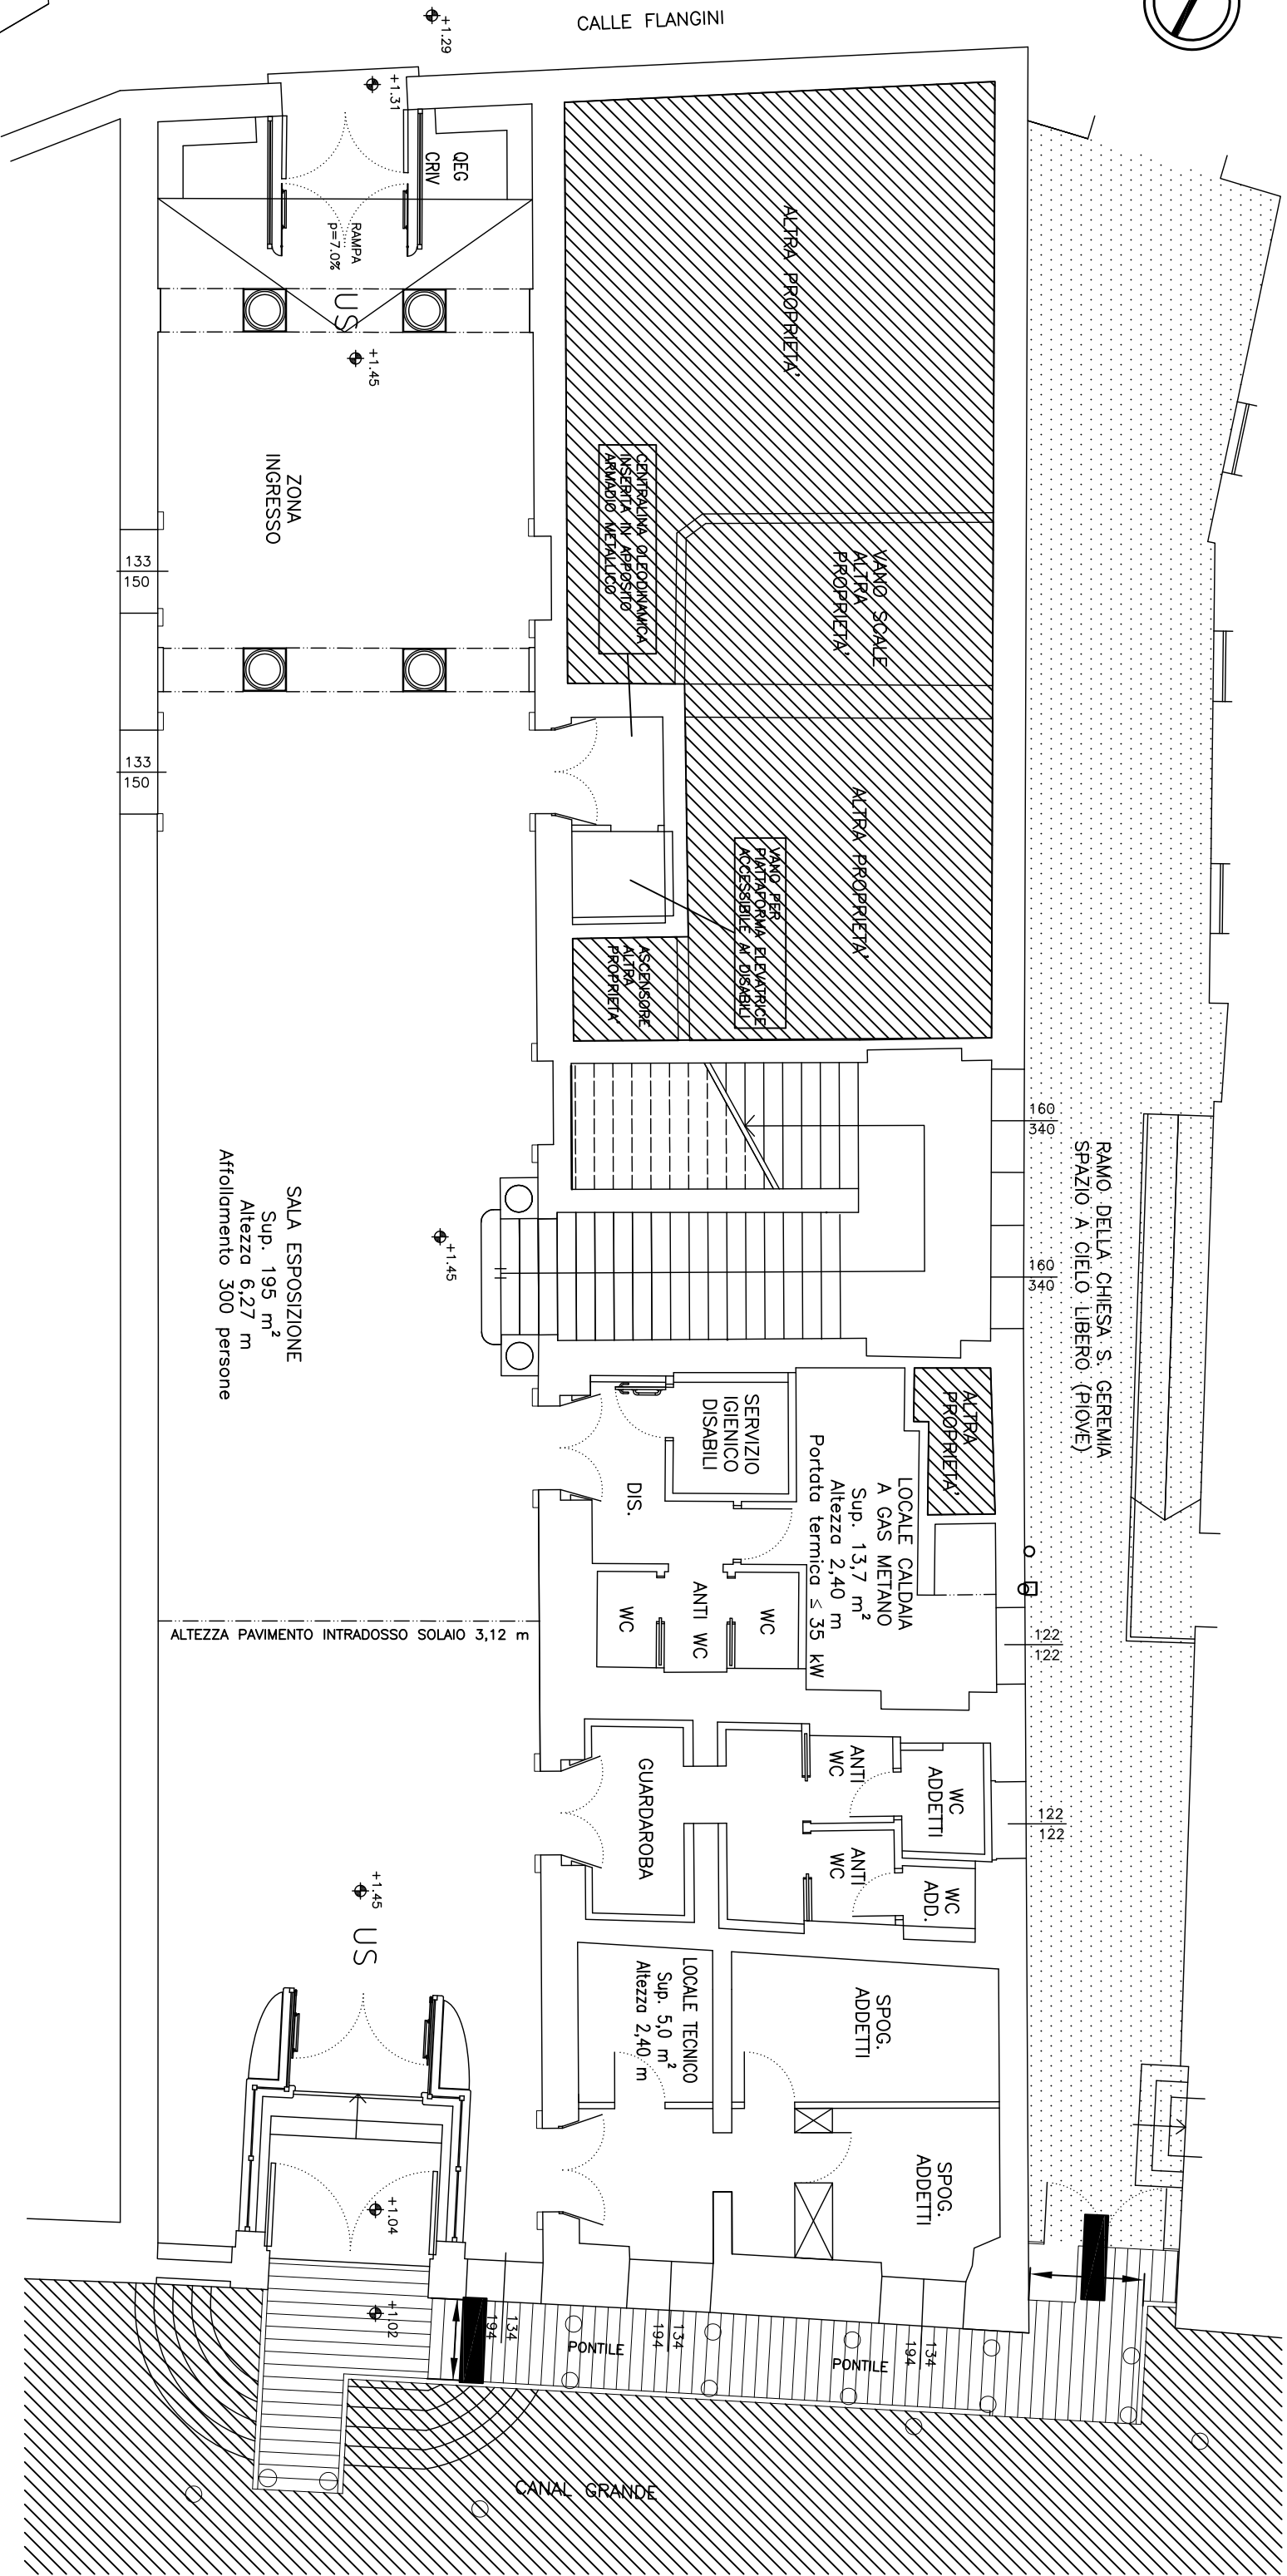 CALLE FLANGINI
+1.29
+1.31
QEG
CRIV
RAMPA
p=7.0%
US
+1.45
ZONA
INGRESSO
133
150
133
150
ALTRA PROPRIETA'
CENTRALINA OLEODINAMICA
INSERITA IN APPOSITO
ARMADIO METALLICO
VANO SCALE
ALTRA
PROPRIETA'
ALTRA PROPRIETA'
VANO PER
PIATTAFORMA ELEVATRICE
ACCESSIBILE AI DISABILI
ASCENSORE
ALTRA
PROPRIETA'
160
340
160
340
RAMO DELLA CHIESA S. GEREMIA
SPAZIO A CIELO LIBERO (PIOVE)
+1.45
SALA ESPOSIZIONE
Sup. 195 m²
Altezza 6,27 m
Affollamento 300 persone
SERVIZIO
IGIENICO
DISABILI
DIS.
ALTRA
PROPRIETA'
LOCALE CALDAIA
A GAS METANO
Sup. 13,7 m²
Altezza 2,40 m
Portata termica ≤ 35 kW
WC
ANTI WC
WC
122
122
ALTEZZA PAVIMENTO INTRADOSSO SOLAIO 3,12 m
GUARDAROBA
ANTI
WC
WC
ADDETTI
ANTI
WC
WC
ADD.
122
122
+1.45
US
LOCALE TECNICO
Sup. 5,0 m²
Altezza 2,40 m
SPOG.
ADDETTI
SPOG.
ADDETTI
+1.04
+1.02
134
194
PONTILE
134
194
PONTILE
134
194
CANAL GRANDE